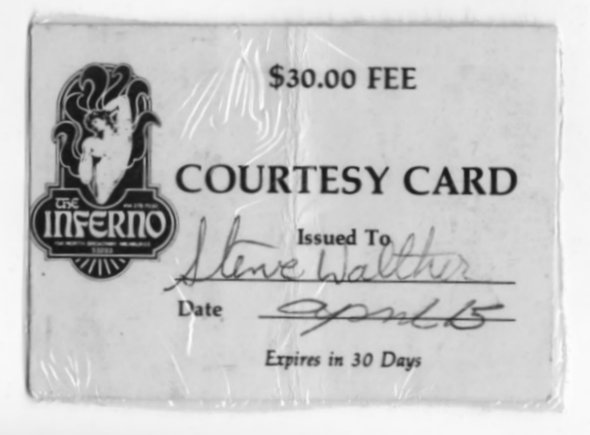 $30.00 FEE
COURTESY CARD
THE
INFERNO
Issued To
Steve Walther
Date April 15
Expires in 30 Days